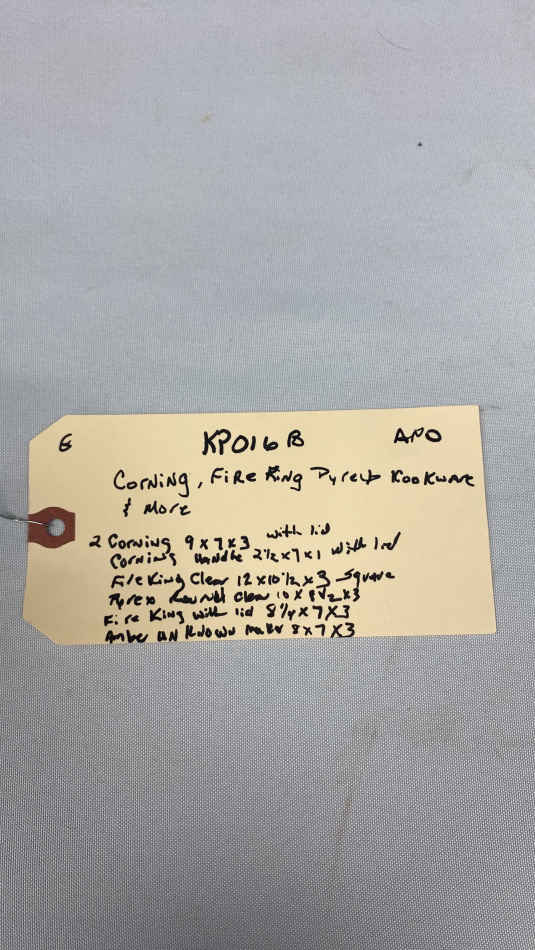 G KP016B APO
Corning, Fire King Pyrex Kookware
& More
2 Corning 9x7x3 with lid
Corning Handle 2½x7x1 with lid
Fire King Clear 12x10½x3 Square
Pyrex Round Clear 10x8½x3
Fire King with lid 8¼x7x3
Amber unknown maker 8x7x3